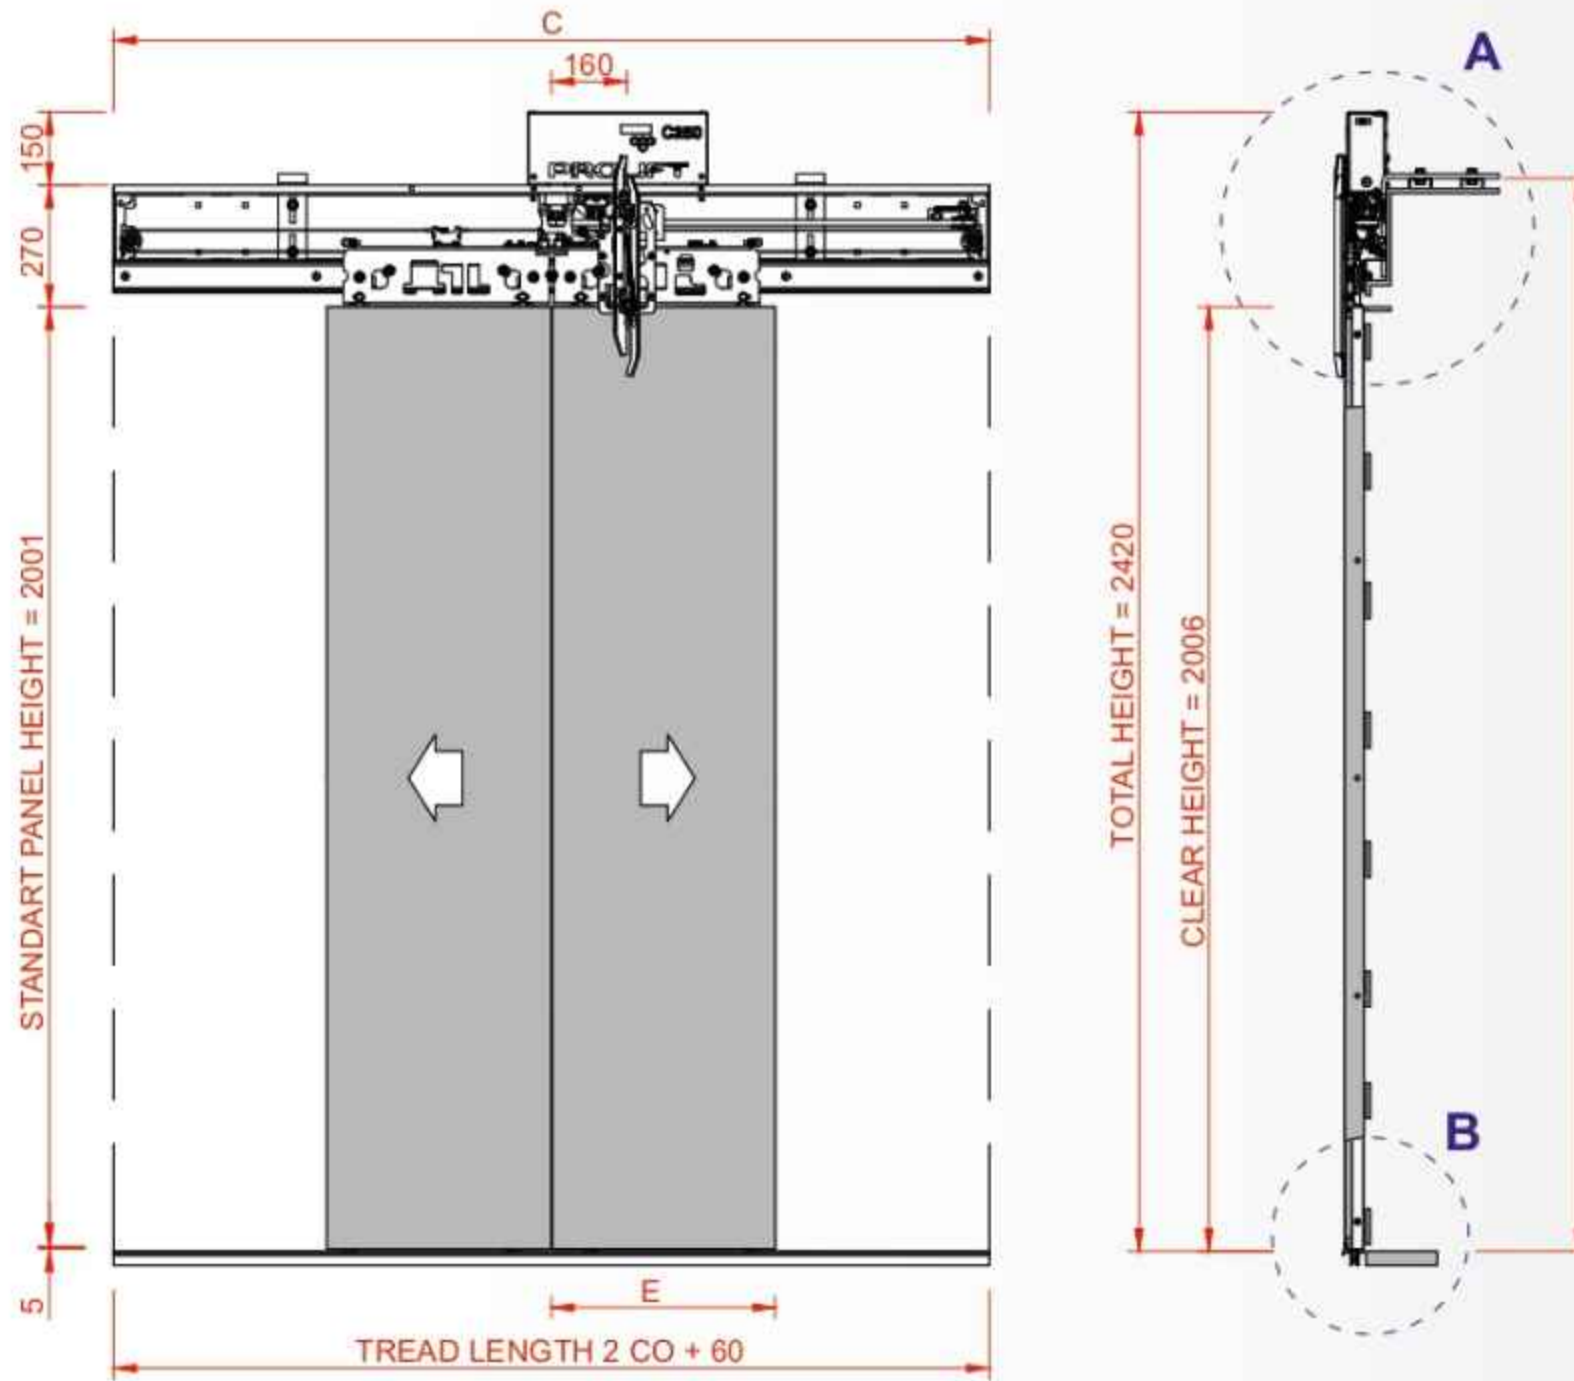 C
160
A
150
C350
270
STANDART PANEL HEIGHT = 2001
TOTAL HEIGHT = 2420
CLEAR HEIGHT = 2006
B
5
E
TREAD LENGTH 2 CO + 60